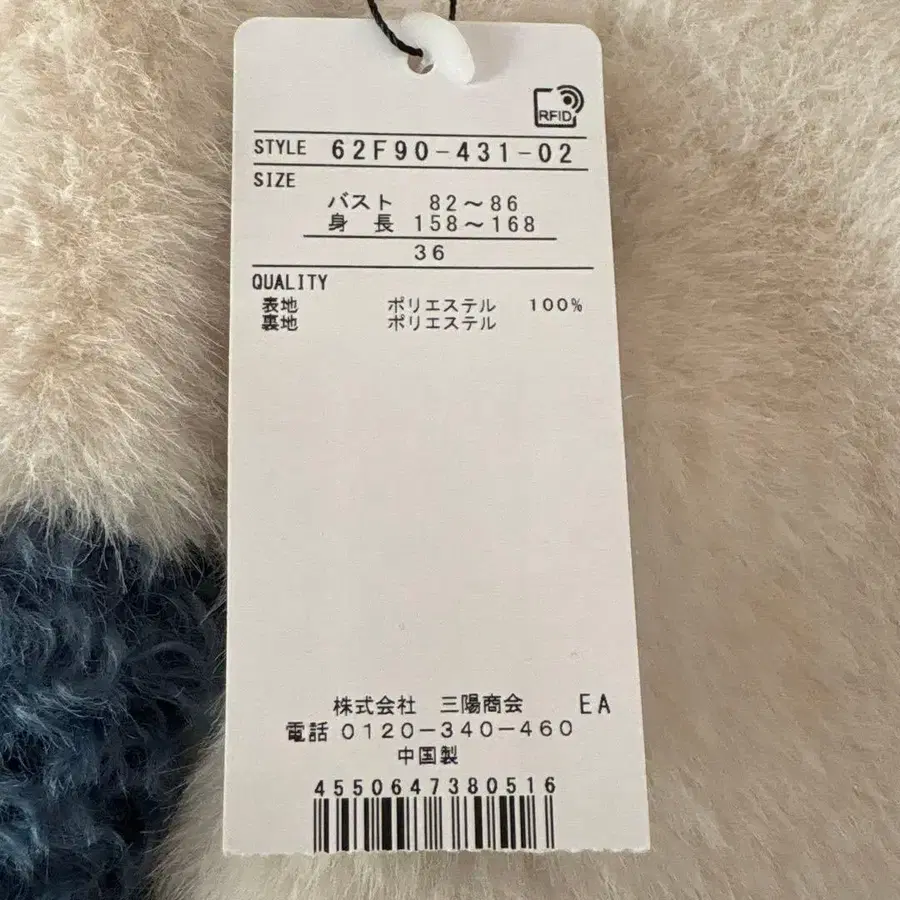 RFID
STYLE 62F90-431-02
SIZE
バスト 82～86
身 長 158～168
36
QUALITY
表地 ポリエステル 100%
裏地 ポリエステル
株式会社 三陽商会 EA
電話 0120-340-460
中国製
4550647380516